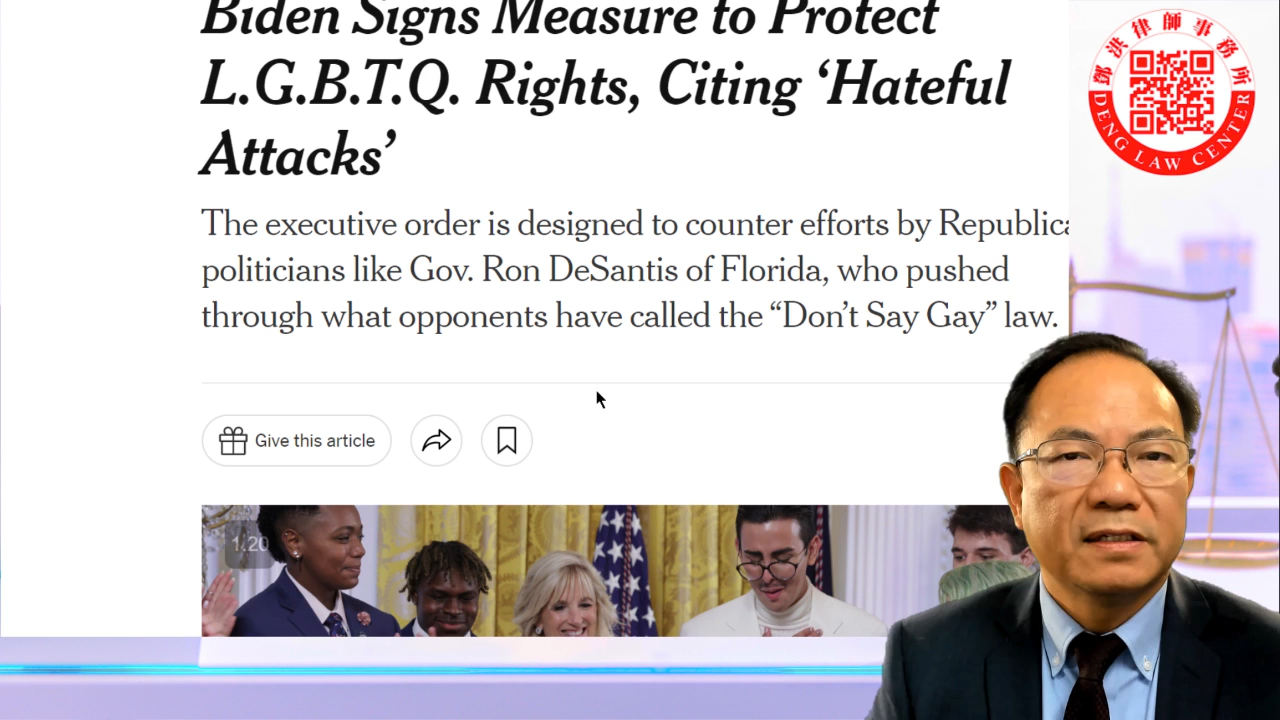 Biden Signs Measure to Protect
L.G.B.T.Q. Rights, Citing ‘Hateful
Attacks’
The executive order is designed to counter efforts by Republica
politicians like Gov. Ron DeSantis of Florida, who pushed
through what opponents have called the “Don’t Say Gay” law.
Give this article
1:20
鄧洪律師事務所
DENG LAW CENTER